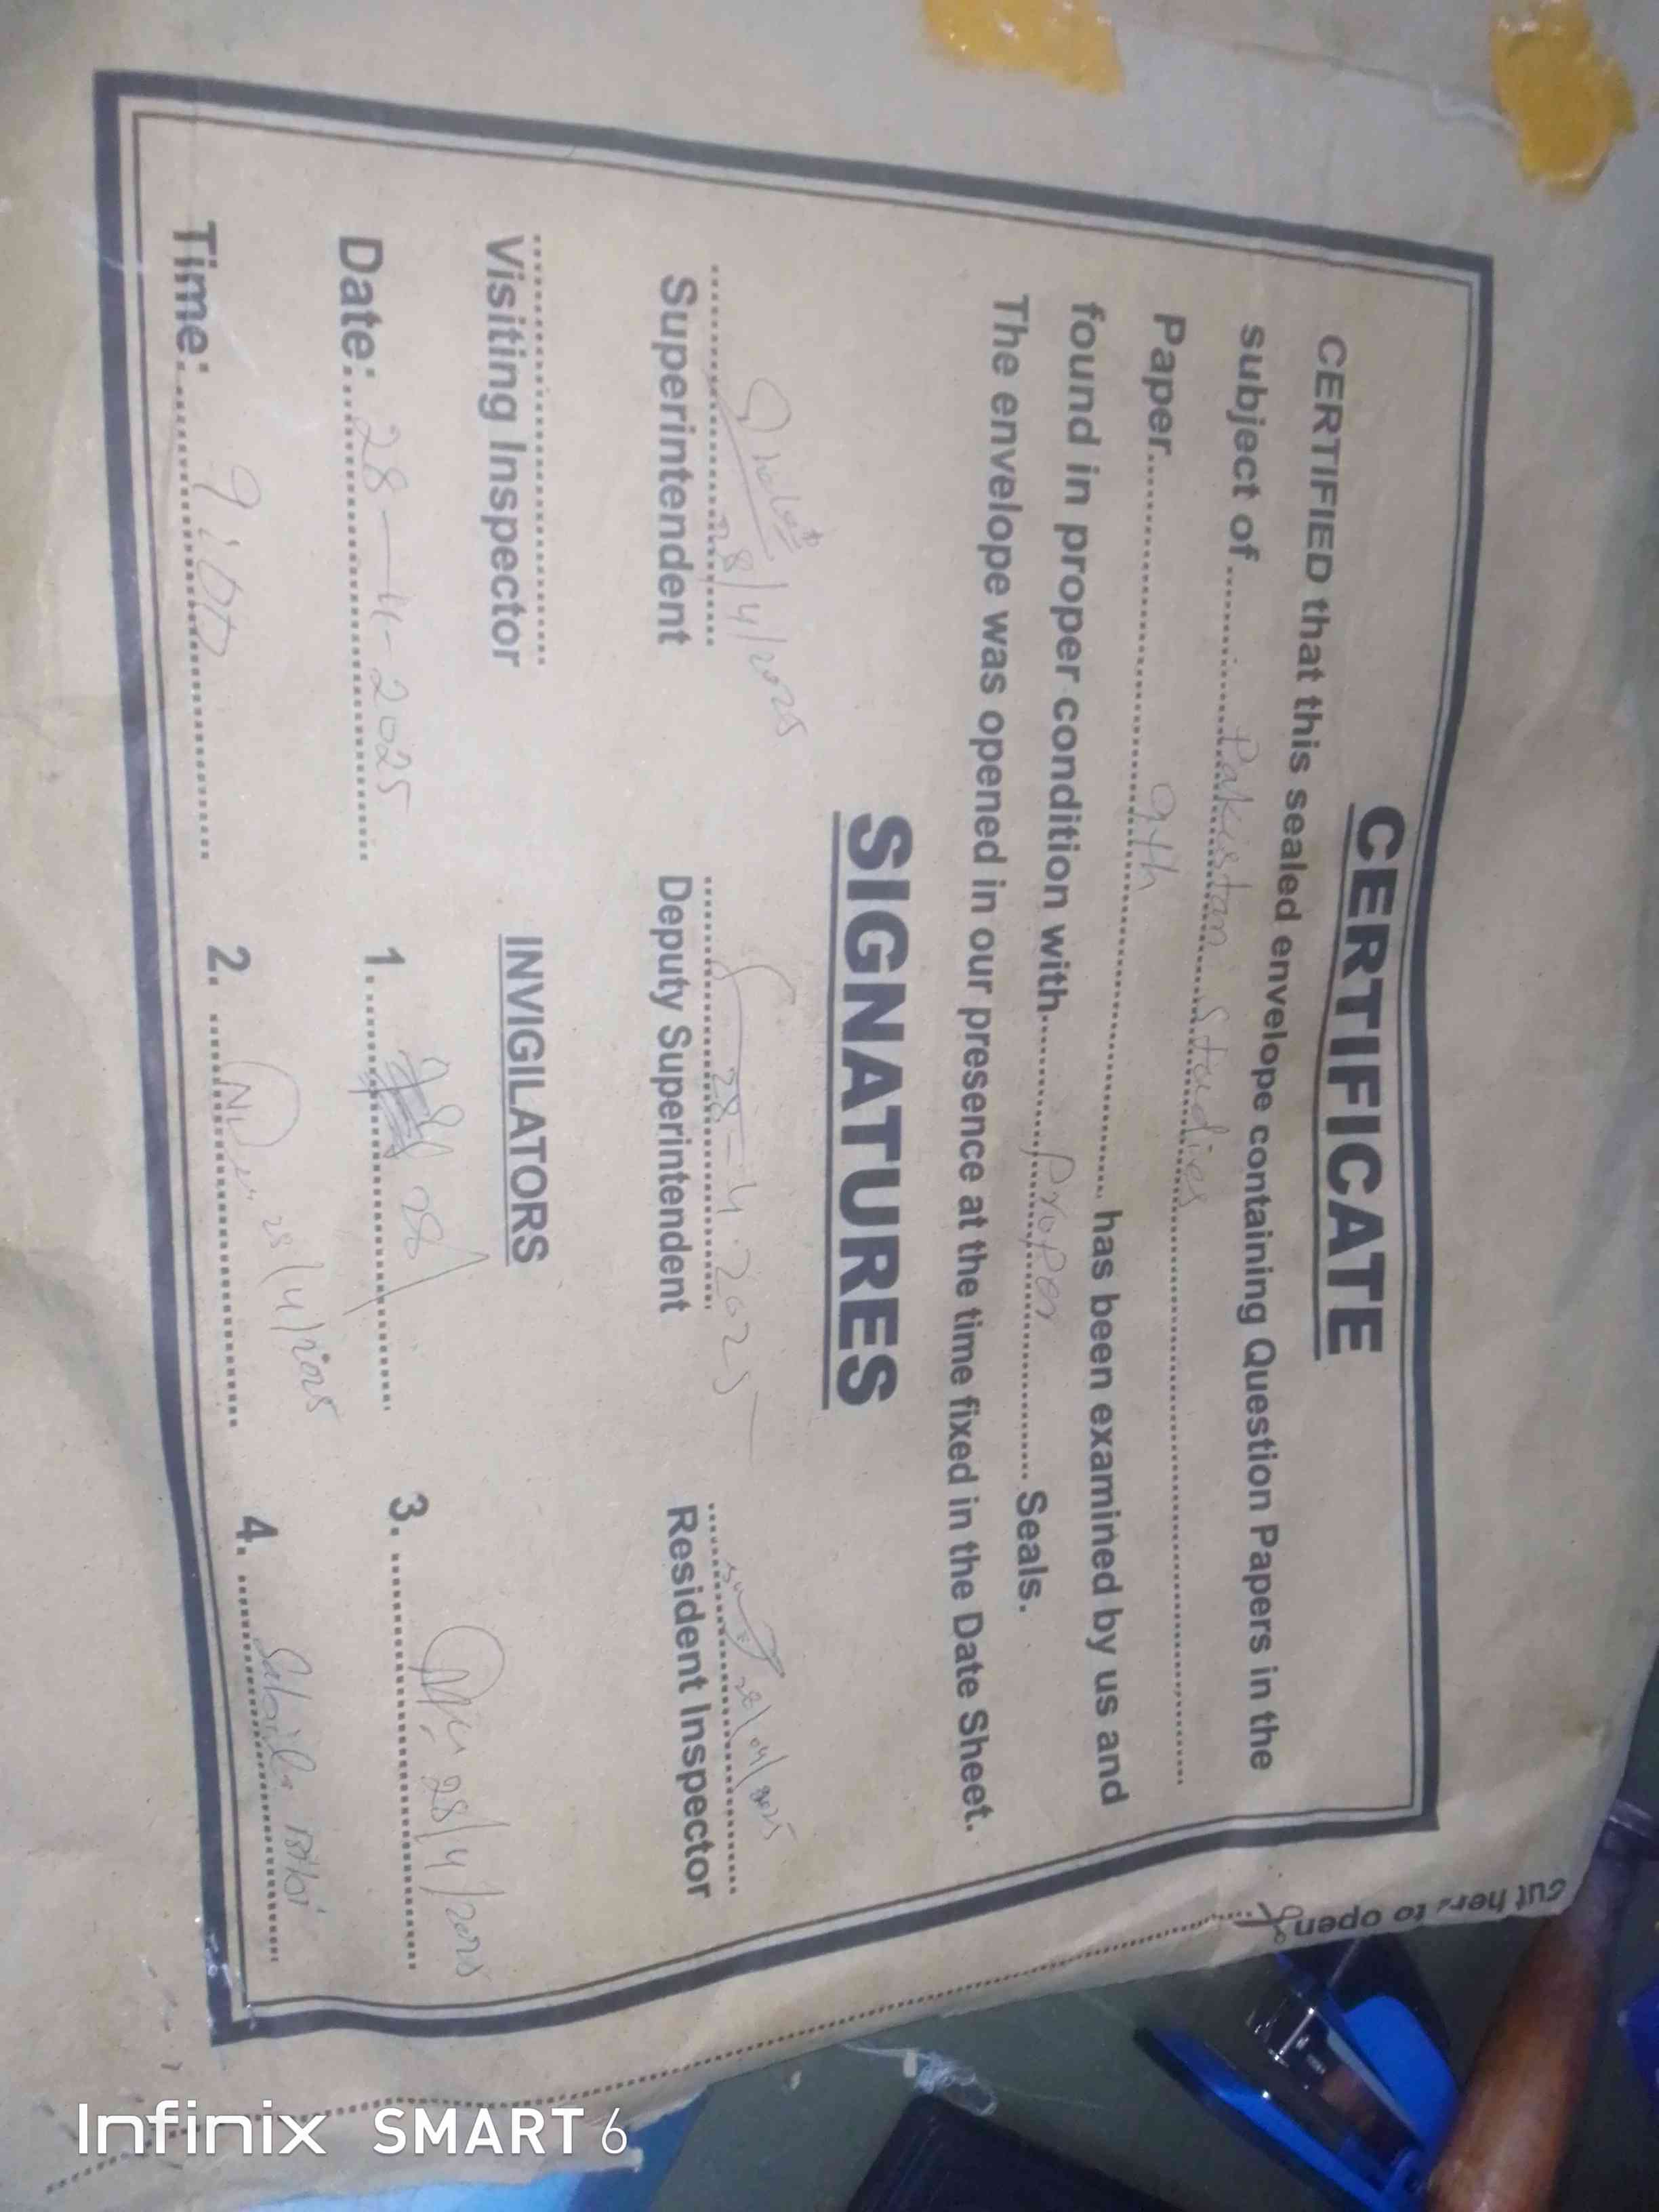 CERTIFICATE
CERTIFIED that this sealed envelope containing Question Papers in the
subject of Pakistan Studies
Paper 9th has been examined by us and
found in proper condition with proper Seals.
The envelope was opened in our presence at the time fixed in the Date Sheet.
SIGNATURES
28/4/2025 28-4-2025 28/04/2025
Superintendent Deputy Superintendent Resident Inspector
Visiting Inspector INVIGILATORS
Date: 28-4-2025 1. 28/ 3. 28/4/2025
Time: 9:00 2. 28/4/2025 4.
cut here to open
Infinix SMART 6